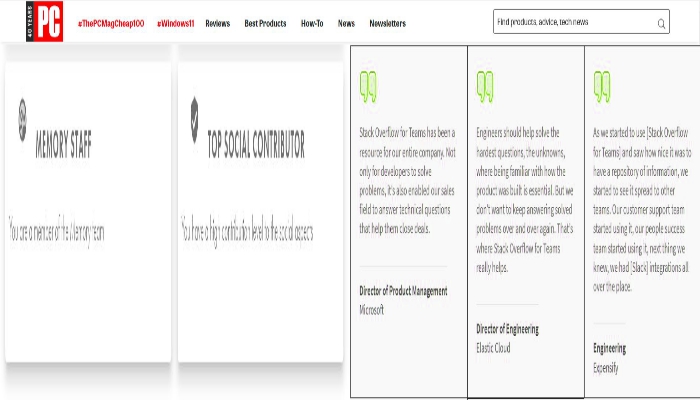 40 YEARS
PC
#ThePCMagCheap100
#Windows11
Reviews
Best Products
How-To
News
Newsletters
Find products, advice, tech news
MEMORY STAFF
You are a member of the Memory team
TOP SOCIAL CONTRIBUTOR
You have a high contribution level to the social aspects
Stack Overflow for Teams has been a
resource for our entire company. Not
only for developers to solve
problems, it's also enabled our sales
field to answer technical questions
that help them close deals.
Director of Product Management
Microsoft
Engineers should help solve the
hardest questions, the unknowns,
where being familiar with how the
product was built is essential. But we
don't want to keep answering solved
problems over and over again. That's
where Stack Overflow for Teams
really helps.
Director of Engineering
Elastic Cloud
As we started to use [Stack Overflow
for Teams] and saw how nice it was to
have a repository of information, we
started to see it spread to other
teams. Our customer support team
started using it, our people success
team started using it, next thing we
knew, we had [Slack] integrations all
over the place.
Engineering
Expensify